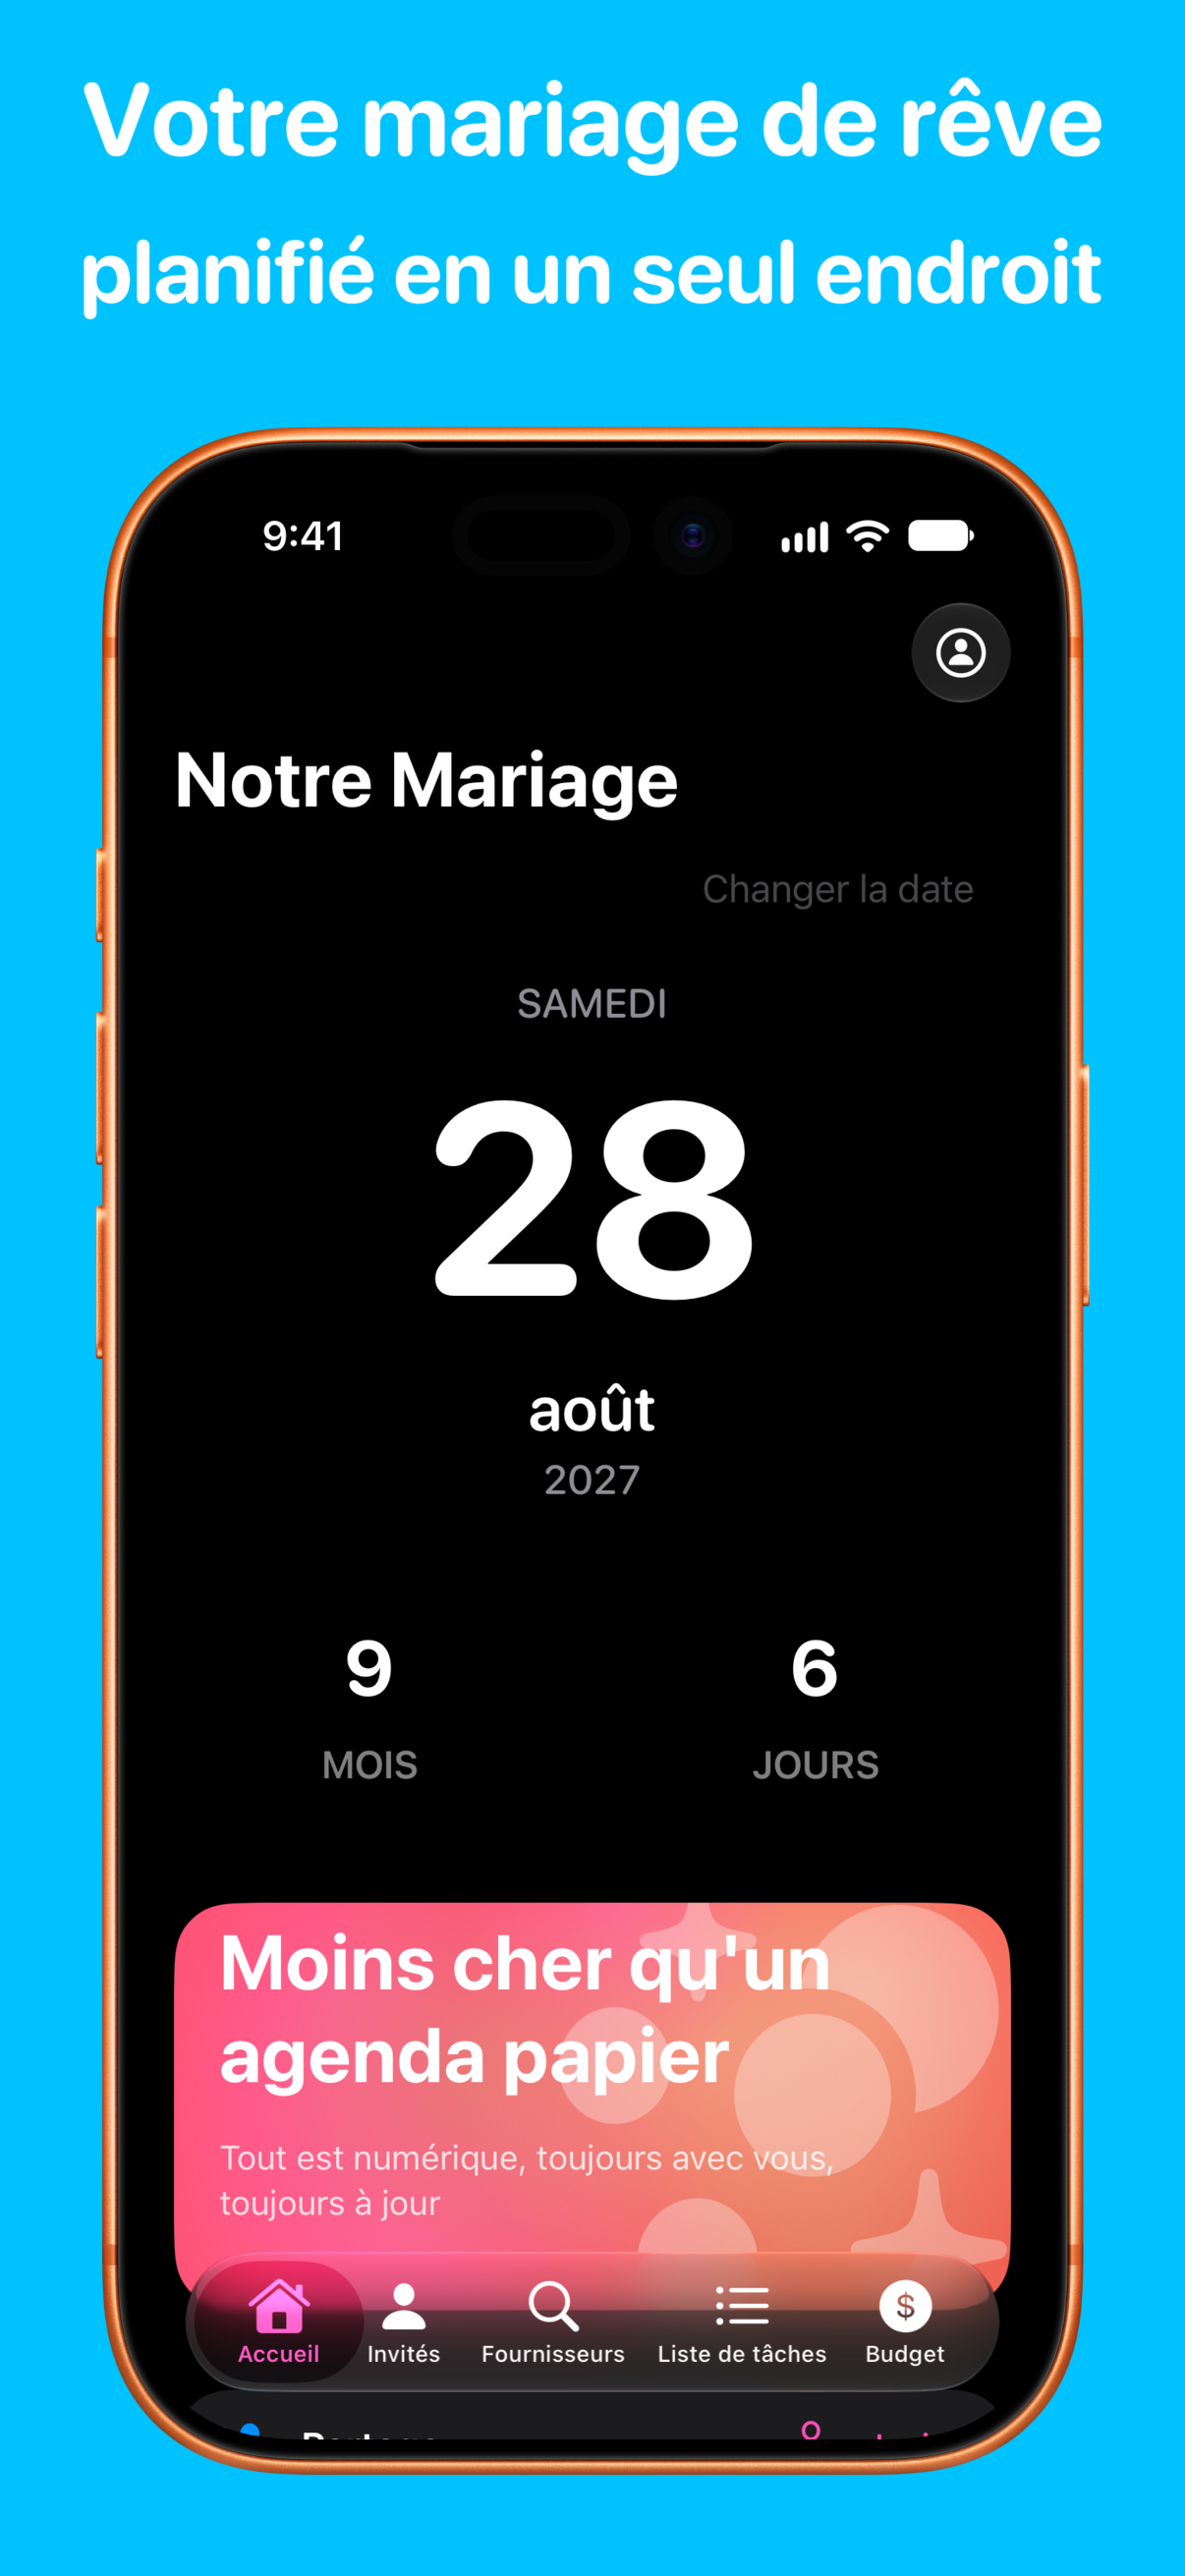 Votre mariage de rêve
planifié en un seul endroit
9:41
Notre Mariage
Changer la date
SAMEDI
28
août
2027
9
6
MOIS
JOURS
Moins cher qu'un
agenda papier
Tout est numérique, toujours avec vous,
toujours à jour
$
Accueil
Invités
Fournisseurs
Liste de tâches
Budget